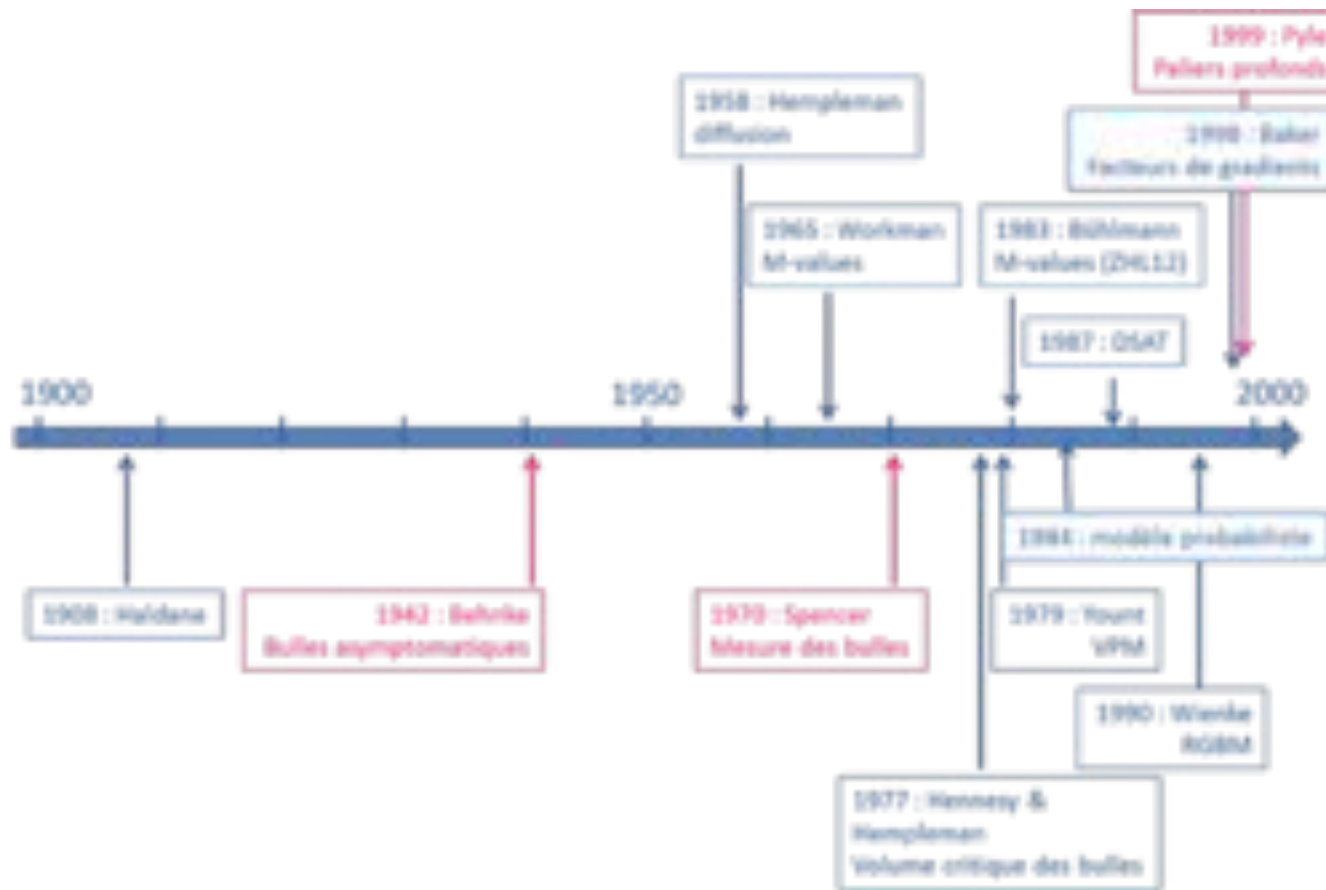 1999 : Pyle
Paliers profonds
1958 : Hempleman
diffusion
1998 : Baker
Facteurs de gradients
1965 : Workman
M-values
1983 : Bühlmann
M-values (ZHL12)
1987 : DSAT
1900
1950
2000
1984 : modèle probabiliste
1908 : Haldane
1942 : Behnke
Bulles asymptomatiques
1970 : Spencer
Mesure des bulles
1979 : Yount
VPM
1990 : Wienke
RGBM
1977 : Hennesy &
Hempleman
Volume critique des bulles